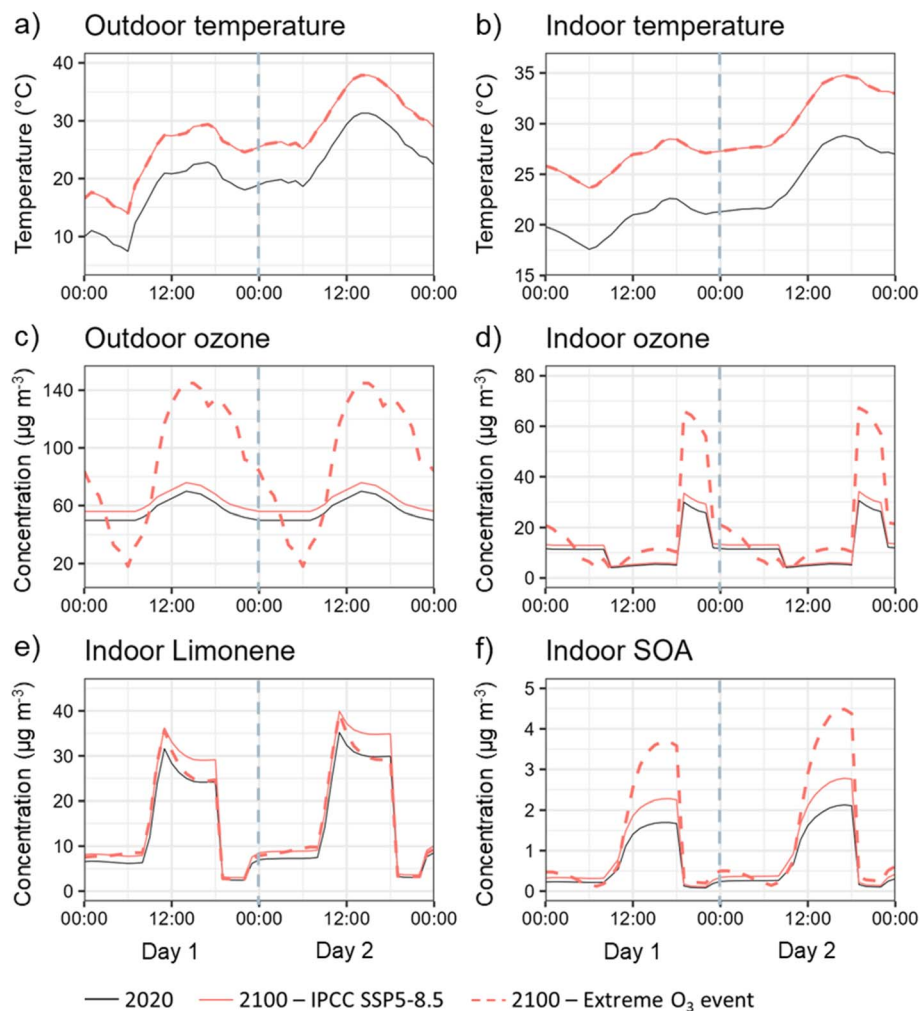 a) Outdoor temperature
Temperature (°C)
40
30
20
10
00:00 12:00 00:00 12:00 00:00
b) Indoor temperature
Temperature (°C)
35
30
25
20
15
00:00 12:00 00:00 12:00 00:00
c) Outdoor ozone
Concentration (µg m⁻³)
140
100
60
20
00:00 12:00 00:00 12:00 00:00
d) Indoor ozone
Concentration (µg m⁻³)
80
60
40
20
0
00:00 12:00 00:00 12:00 00:00
e) Indoor Limonene
Concentration (µg m⁻³)
40
30
20
10
0
00:00 12:00 00:00 12:00 00:00
Day 1 Day 2
f) Indoor SOA
Concentration (µg m⁻³)
5
4
3
2
1
0
00:00 12:00 00:00 12:00 00:00
Day 1 Day 2
2020 2100 – IPCC SSP5-8.5 2100 – Extreme O₃ event